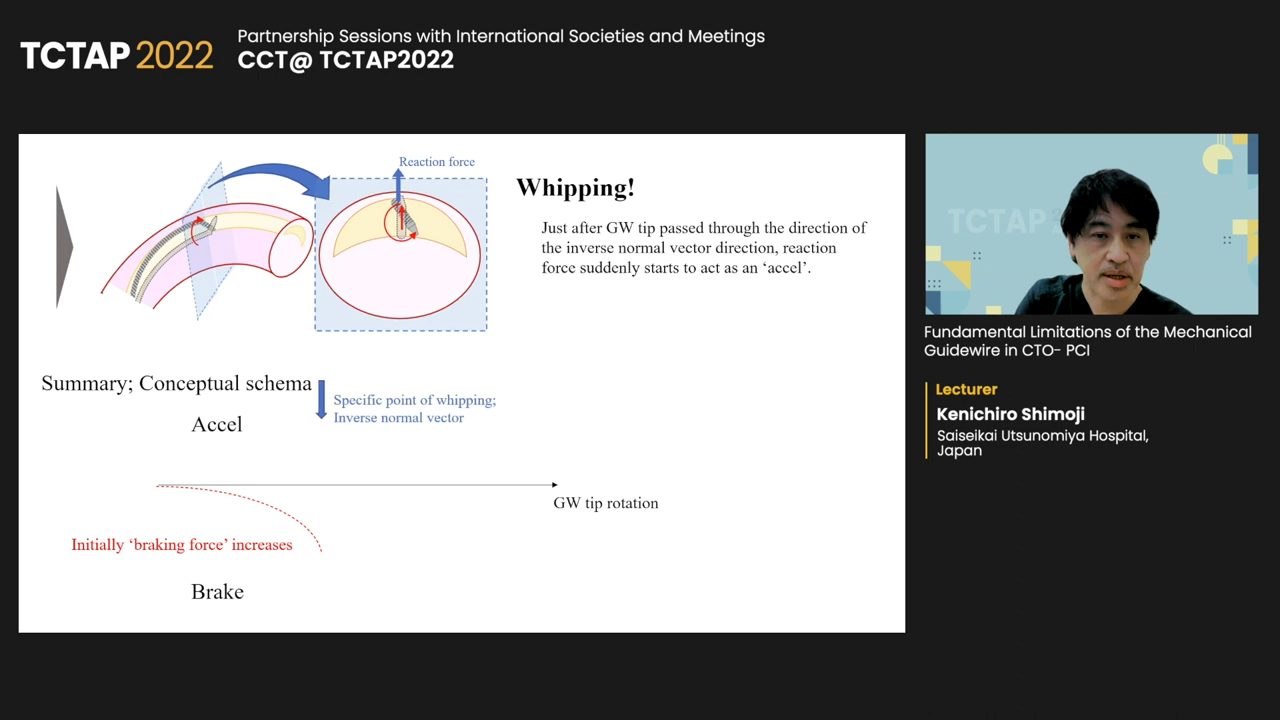 TCTAP 2022
Partnership Sessions with International Societies and Meetings
CCT@ TCTAP2022
Reaction force
Whipping!
Just after GW tip passed through the direction of
the inverse normal vector direction, reaction
force suddenly starts to act as an ‘accel’.
Summary; Conceptual schema
Accel
Specific point of whipping;
Inverse normal vector
GW tip rotation
Initially ‘braking force’ increases
Brake
TCTAP
Fundamental Limitations of the Mechanical
Guidewire in CTO- PCI
Lecturer
Kenichiro Shimoji
Saiseikai Utsunomiya Hospital,
Japan